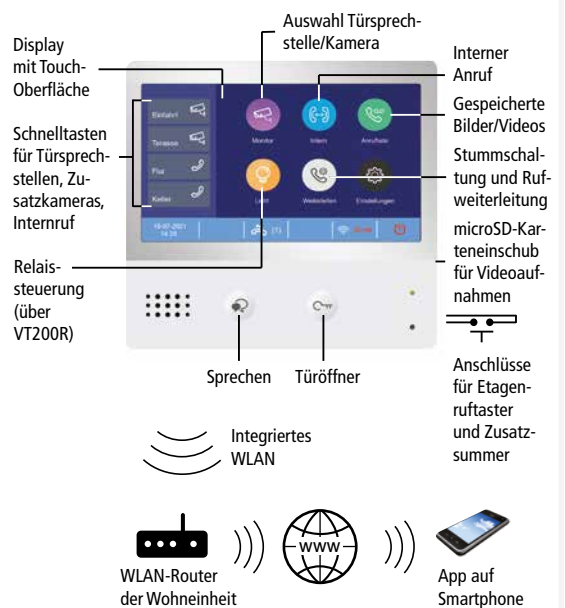 Auswahl Türsprech-
stelle/Kamera
Display
mit Touch-
Oberfläche
Interner
Anruf
Gespeicherte
Bilder/Videos
Schnelltasten
für Türsprech-
stellen, Zu-
satzkameras,
Internruf
Stummschal-
tung und Ruf-
weiterleitung
Einfahrt
Terasse
Flur
Keller
Monitor
Intern
Anrufliste
Licht
Weiterleiten
Einstellungen
(1)
microSD-Kar-
teneinschub
für Videoauf-
nahmen
Relais-
steuerung
(über
VT200R)
Sprechen
Türöffner
Anschlüsse
für Etagen-
ruftaster
und Zusatz-
summer
Integriertes
WLAN
WWW
WLAN-Router
der Wohneinheit
App auf
Smartphone